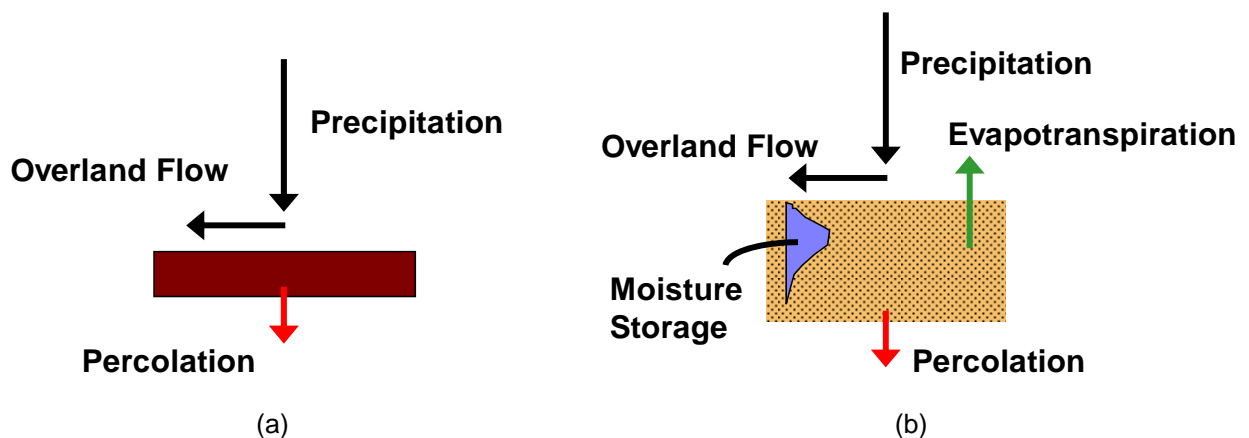 Precipitation
Overland Flow
Percolation
(a)
Precipitation
Evapotranspiration
Overland Flow
Moisture
Storage
Percolation
(b)